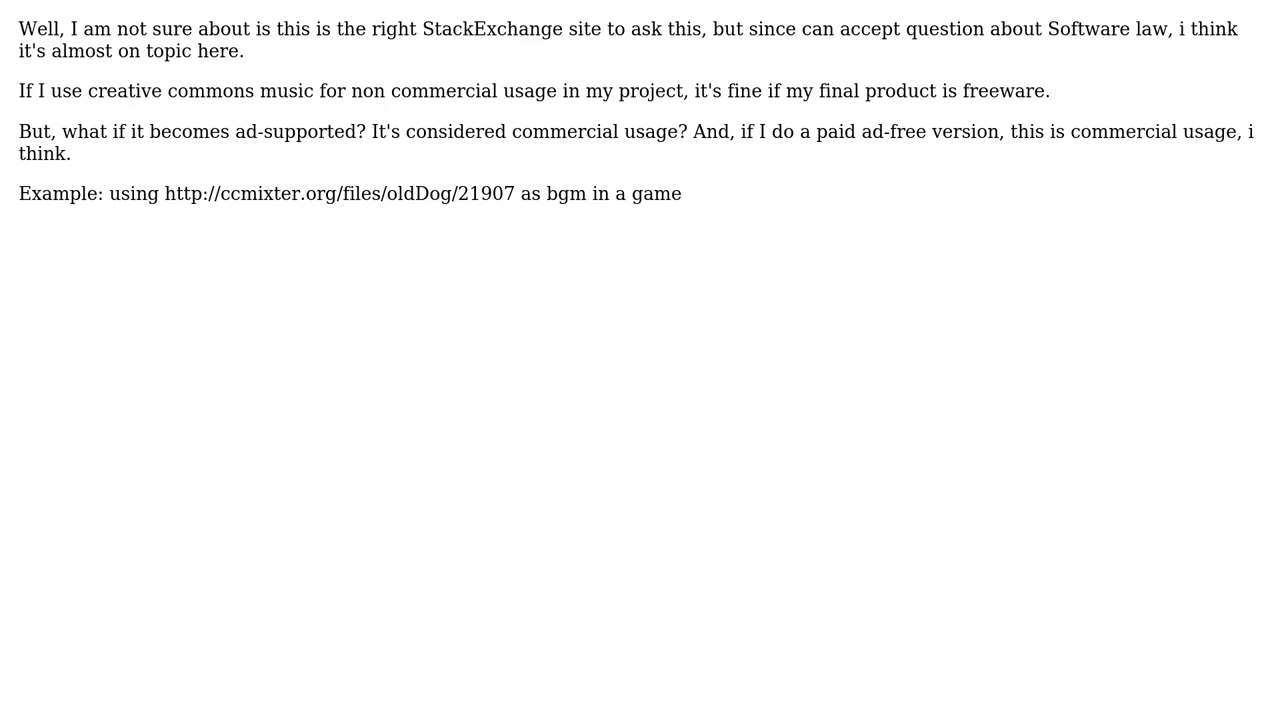 Well, I am not sure about is this is the right StackExchange site to ask this, but since can accept question about Software law, i think
it's almost on topic here.
If I use creative commons music for non commercial usage in my project, it's fine if my final product is freeware.
But, what if it becomes ad-supported? It's considered commercial usage? And, if I do a paid ad-free version, this is commercial usage, i
think.
Example: using http://ccmixter.org/files/oldDog/21907 as bgm in a game